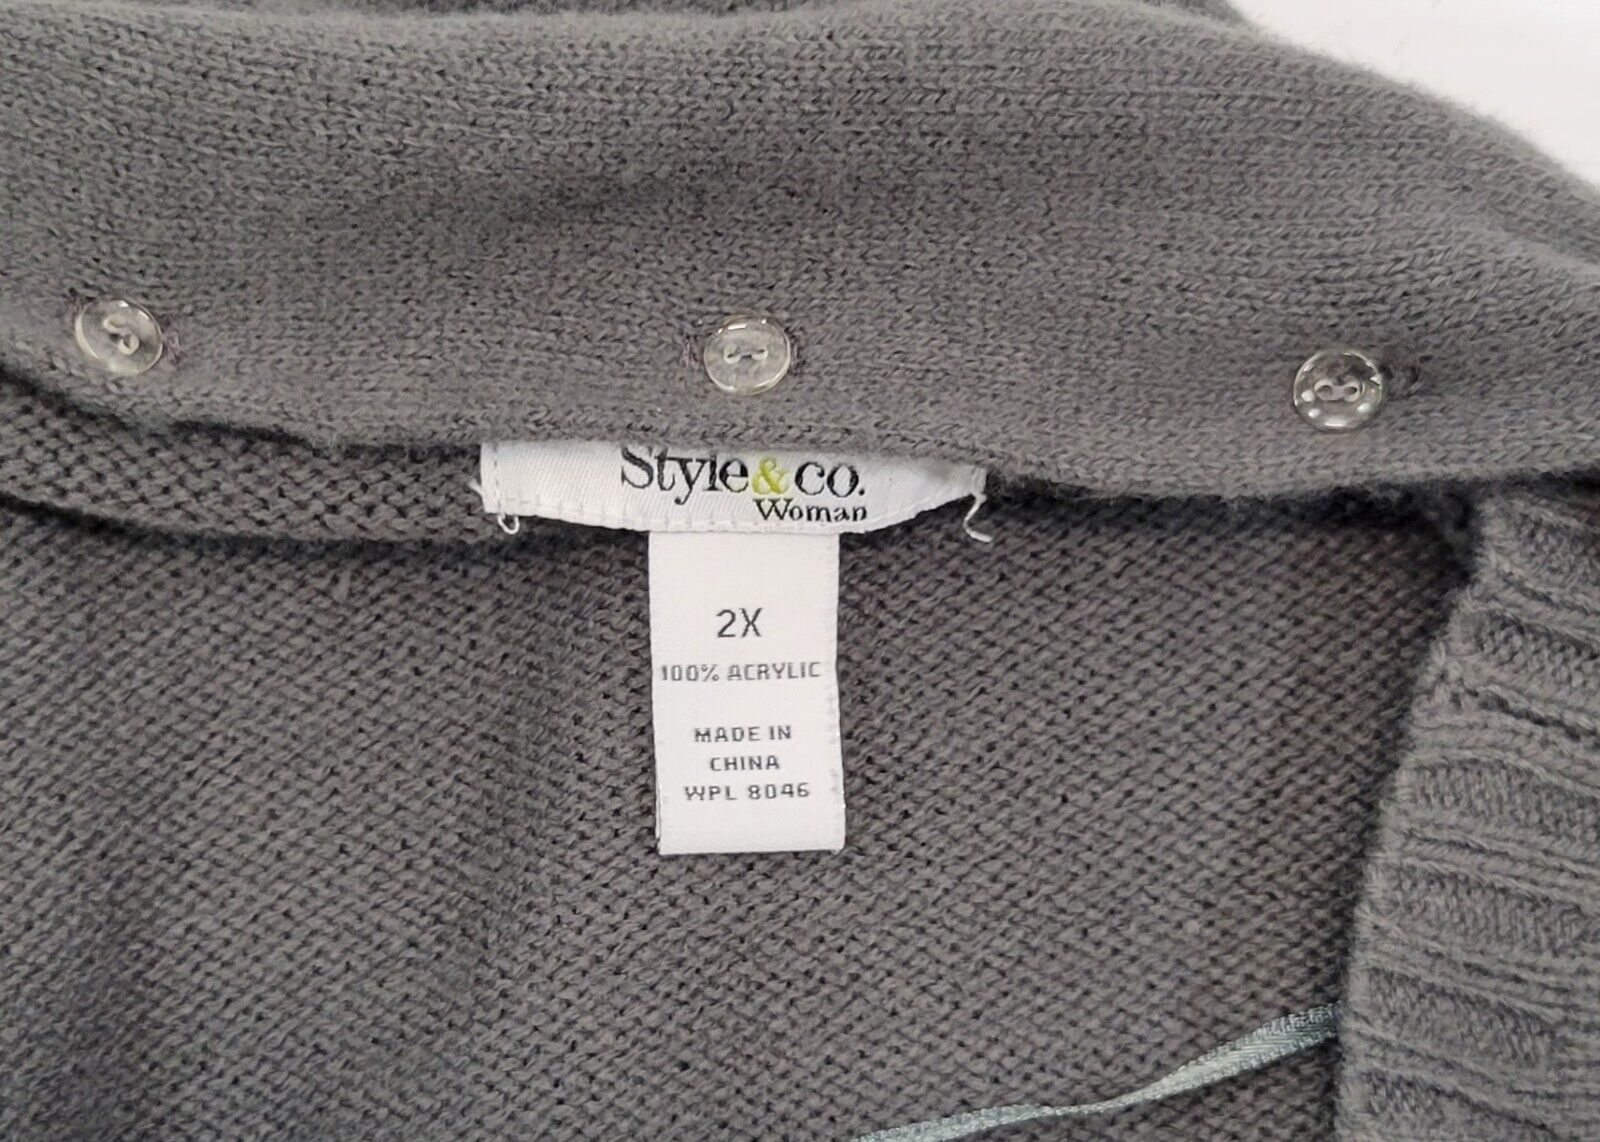 Style&co.
Woman
2X
100% ACRYLIC
MADE IN
CHINA
WPL 8046